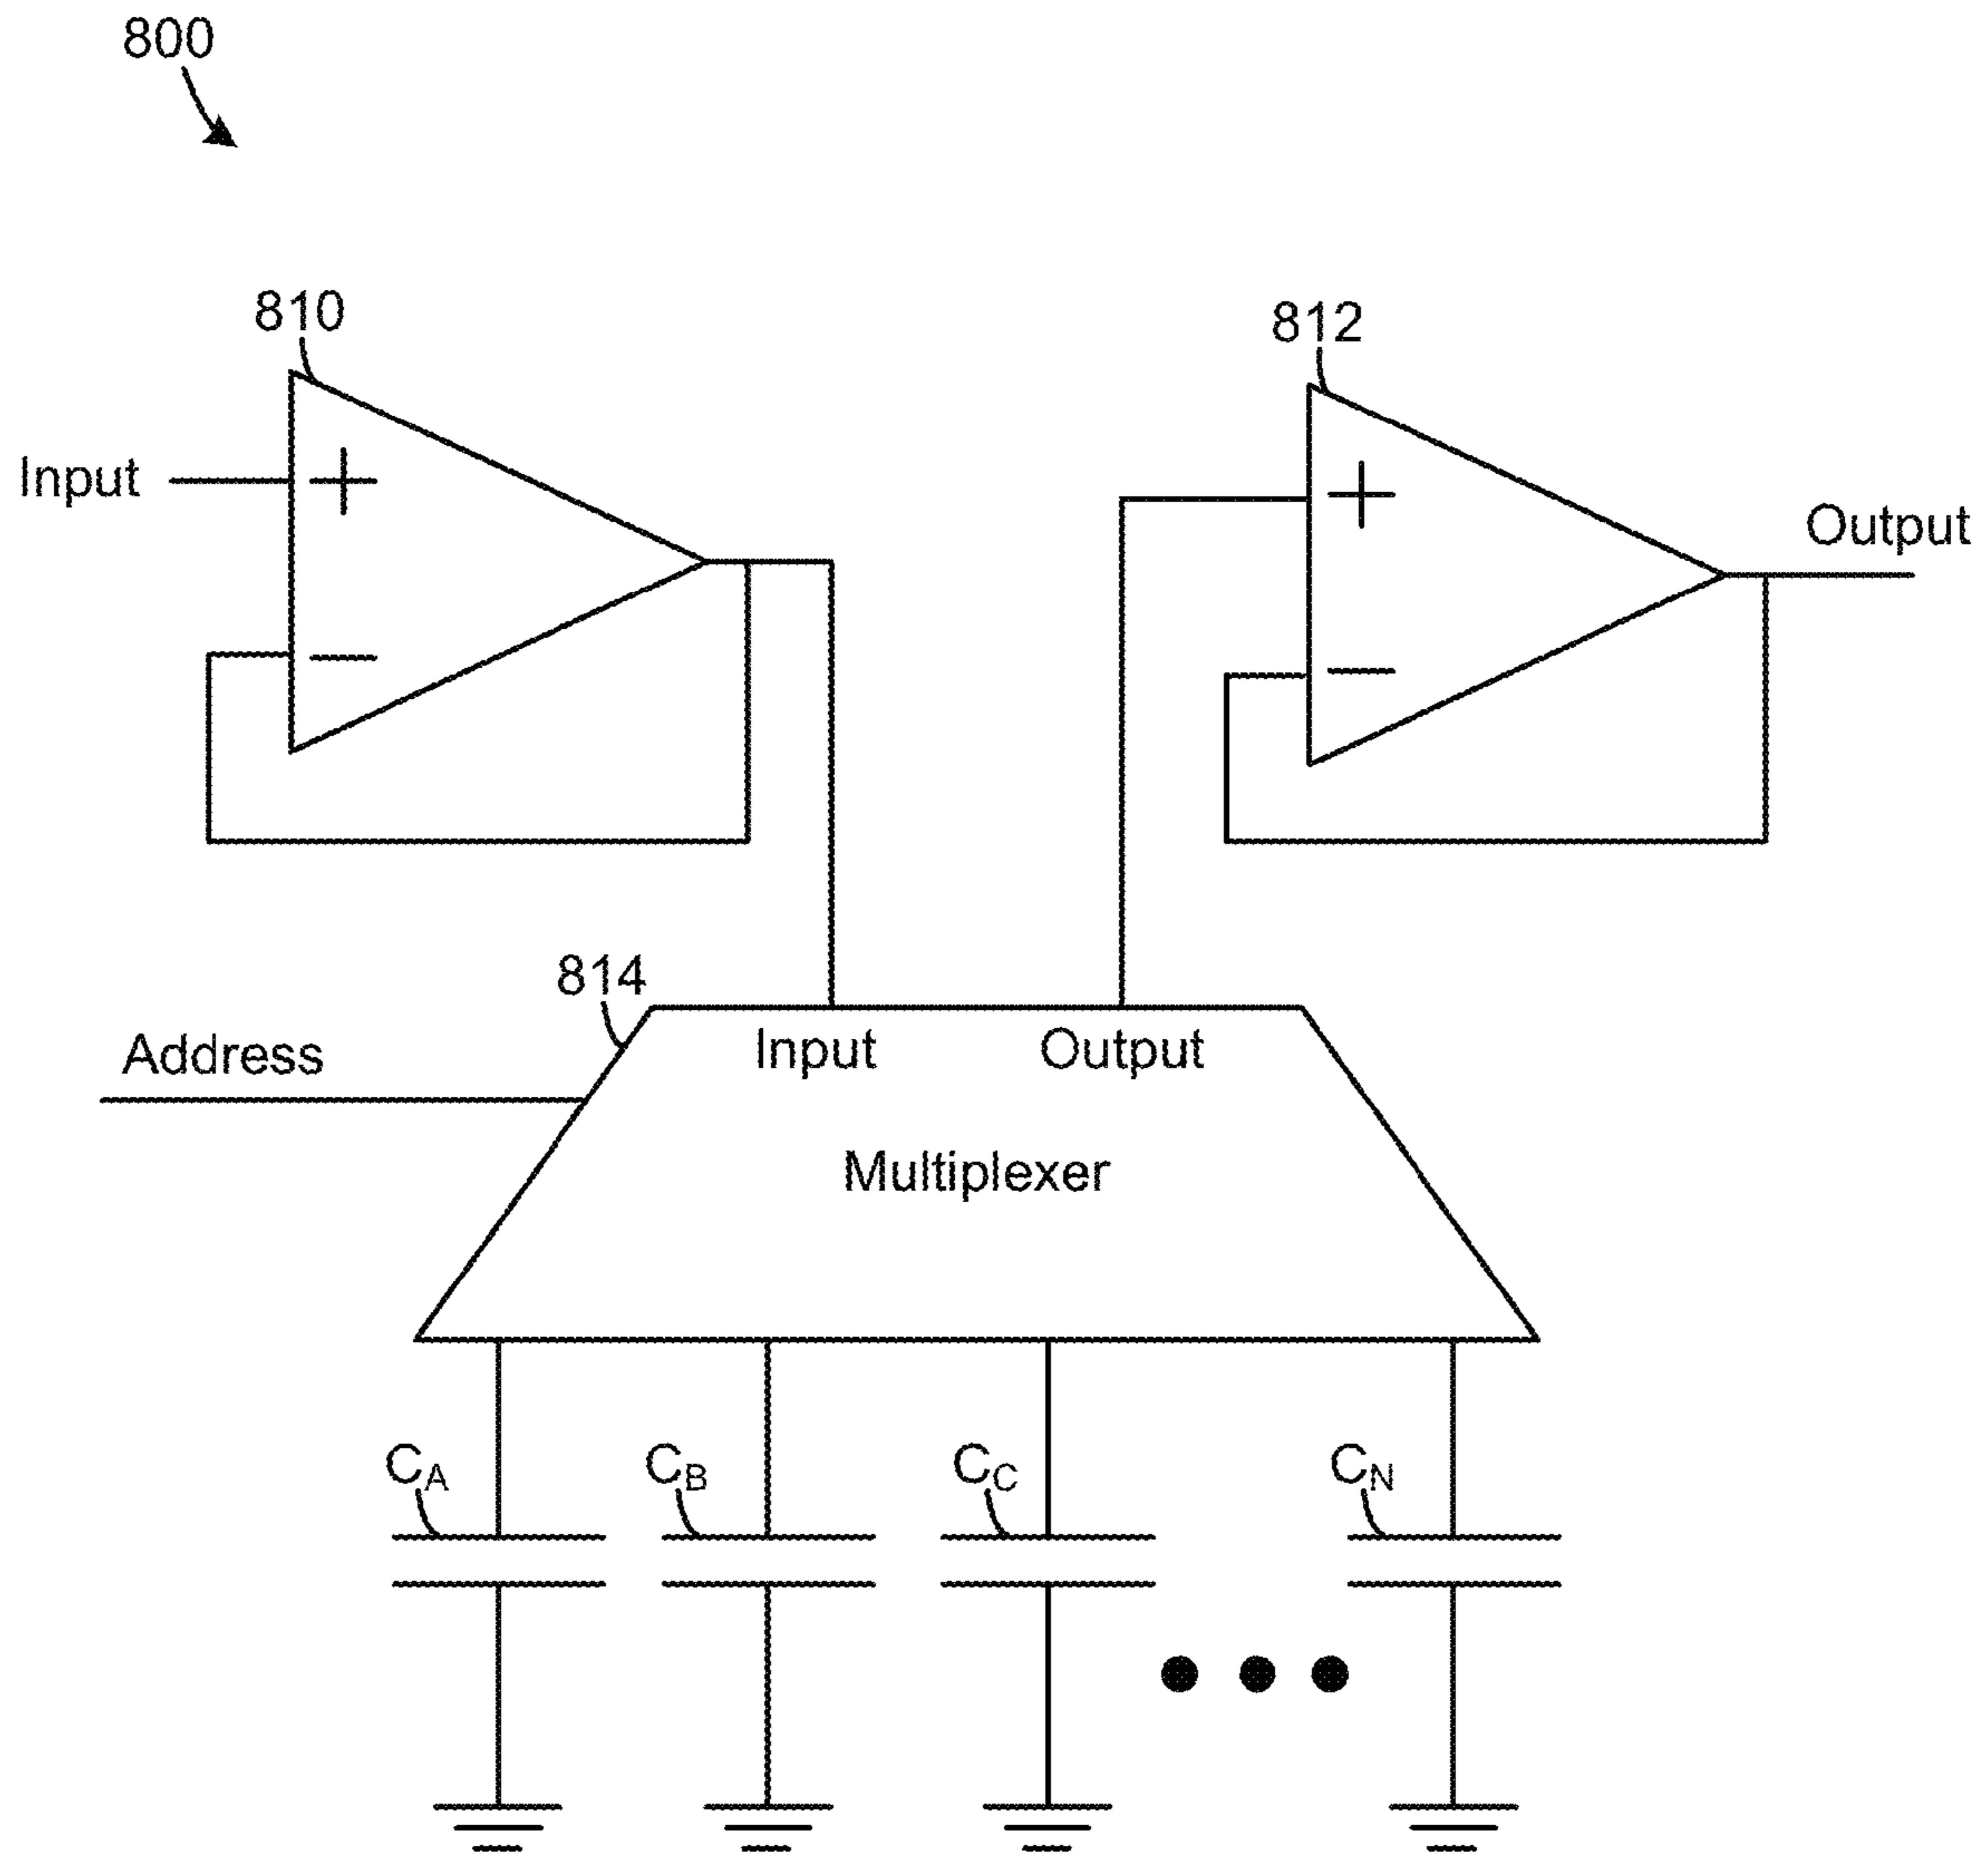 800
810
812
Input
+
+
Output
−
−
814
Address
Input
Output
Multiplexer
CA
CB
CC
CN